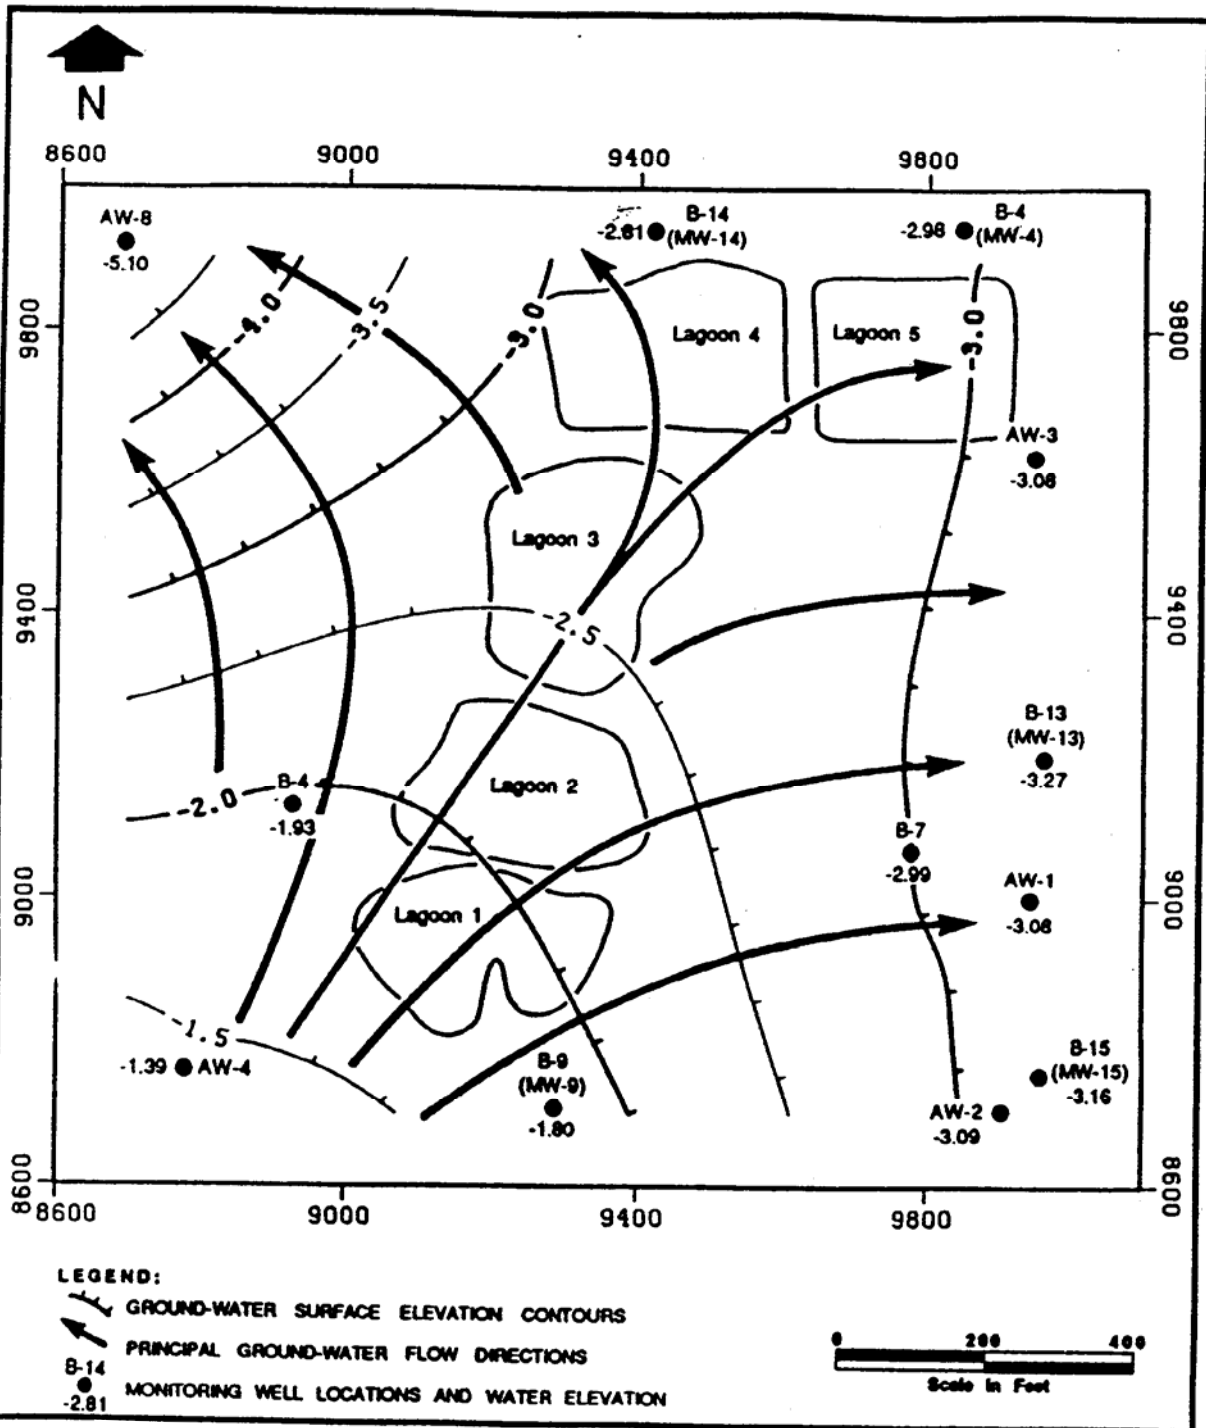 N
8600 9000 9400 9800
AW-8
-5.10
B-14
-2.81 (MW-14)
B-4
-2.98 (MW-4)
9800
9800
-4.0
-3.5
-3.0
-3.0
Lagoon 4
Lagoon 5
AW-3
-3.08
Lagoon 3
9400
9400
-2.5
B-13
(MW-13)
-3.27
B-4
-1.93
-2.0
Lagoon 2
B-7
-2.99
AW-1
-3.08
9000
9000
Lagoon 1
-1.5
-1.39 AW-4
B-9
(MW-9)
-1.80
B-15
(MW-15)
-3.16
AW-2
-3.09
8600
8600
88600 9000 9400 9800
LEGEND:
GROUND-WATER SURFACE ELEVATION CONTOURS
PRINCIPAL GROUND-WATER FLOW DIRECTIONS
B-14
-2.81
MONITORING WELL LOCATIONS AND WATER ELEVATION
0 200 400
Scale in Feet